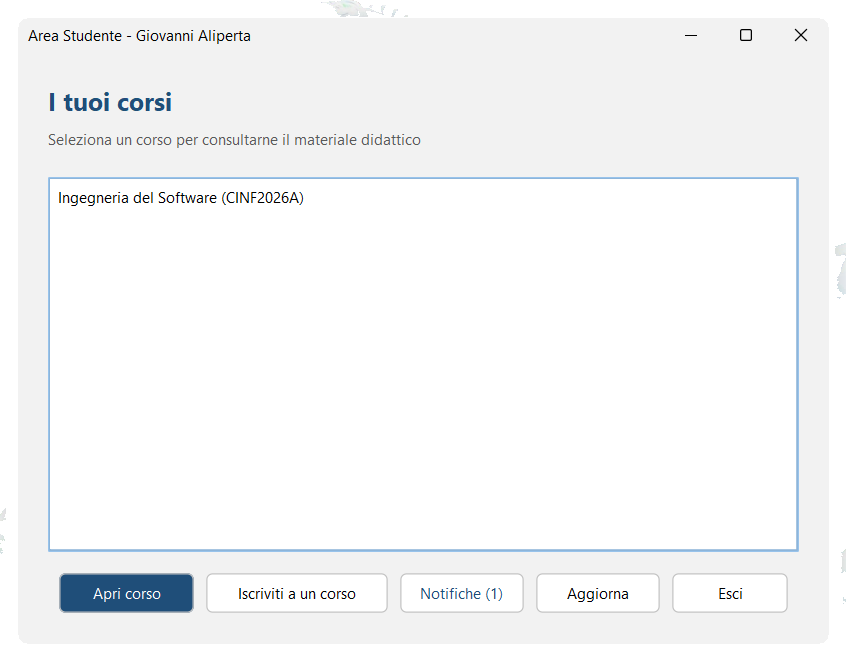 Area Studente - Giovanni Aliperta
I tuoi corsi
Seleziona un corso per consultarne il materiale didattico
Ingegneria del Software (CINF2026A)
Apri corso
Iscriviti a un corso
Notifiche (1)
Aggiorna
Esci